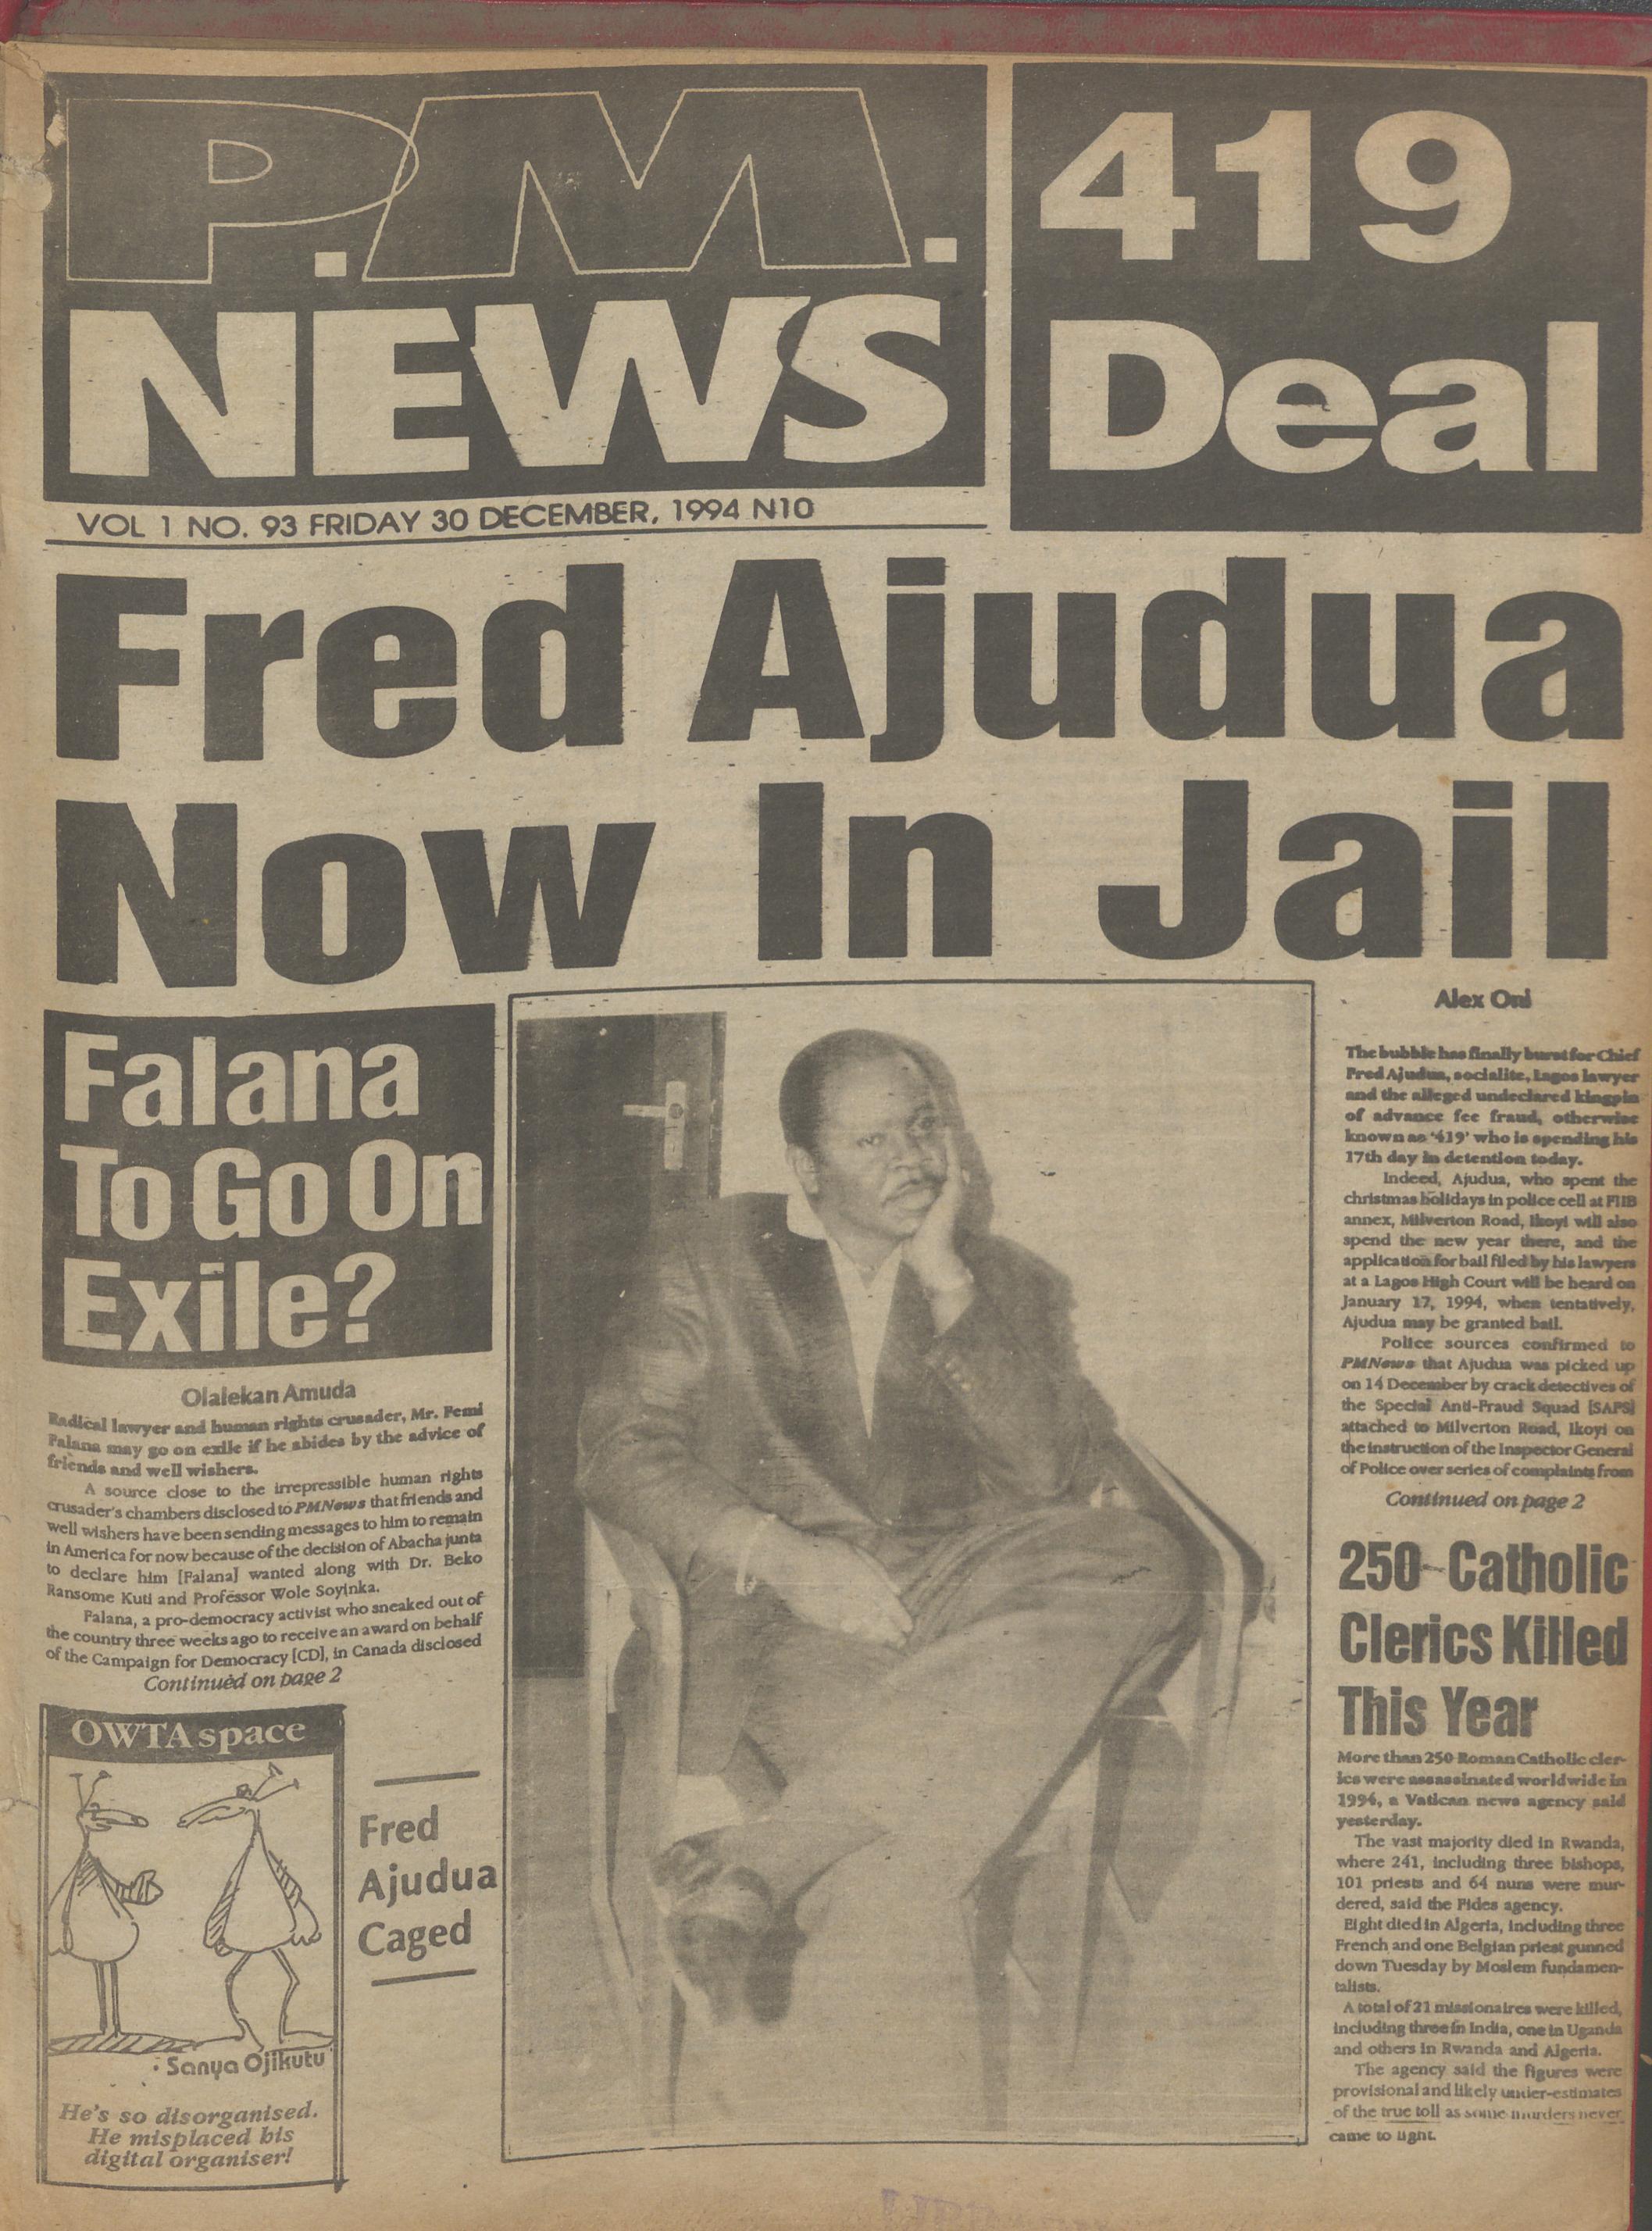 P.M.
NEWS
VOL 1 NO. 93 FRIDAY 30 DECEMBER, 1994 N10
419
Deal
Fred Ajudua
Now In Jail
Falana
To Go On
Exile?
Olalekan Amuda
Radical lawyer and human rights crusader, Mr. Femi
Falana may go on exile if he abides by the advice of
friends and well wishers.
A source close to the irrepressible human rights
crusader's chambers disclosed to PMNews that friends and
well wishers have been sending messages to him to remain
in America for now because of the decision of Abacha junta
to declare him [Falana] wanted along with Dr. Beko
Ransome Kuti and Professor Wole Soyinka.
Falana, a pro-democracy activist who sneaked out of
the country three weeks ago to receive an award on behalf
of the Campaign for Democracy [CD], in Canada disclosed
Continued on page 2
OWTA space
: Sanya Ojikutu
He's so disorganised.
He misplaced his
digital organiser!
Fred
Ajudua
Caged
Alex Oni
The bubble has finally burst for Chief
Fred Ajudua, socialite, Lagos lawyer
and the alleged undeclared kingpin
of advance fee fraud, otherwise
known as '419' who is spending his
17th day in detention today.
Indeed, Ajudua, who spent the
christmas holidays in police cell at FIIB
annex, Milverton Road, Ikoyi will also
spend the new year there, and the
application for bail filed by his lawyers
at a Lagos High Court will be heard on
January 17, 1994, when tentatively,
Ajudua may be granted bail.
Police sources confirmed to
PMNews that Ajudua was picked up
on 14 December by crack detectives of
the Special Anti-Fraud Squad [SAFS]
attached to Milverton Road, Ikoyi on
the instruction of the Inspector General
of Police over series of complaints from
Continued on page 2
250 Catholic
Clerics Killed
This Year
More than 250 Roman Catholic cler-
ics were assassinated worldwide in
1994, a Vatican news agency said
yesterday.
The vast majority died in Rwanda,
where 241, including three bishops,
101 priests and 64 nuns were mur-
dered, said the Fides agency.
Eight died in Algeria, including three
French and one Belgian priest gunned
down Tuesday by Moslem fundamen-
talists.
A total of 21 missionaires were killed,
including three in India, one in Uganda
and others in Rwanda and Algeria.
The agency said the figures were
provisional and likely under-estimates
of the true toll as some murders never
came to light.